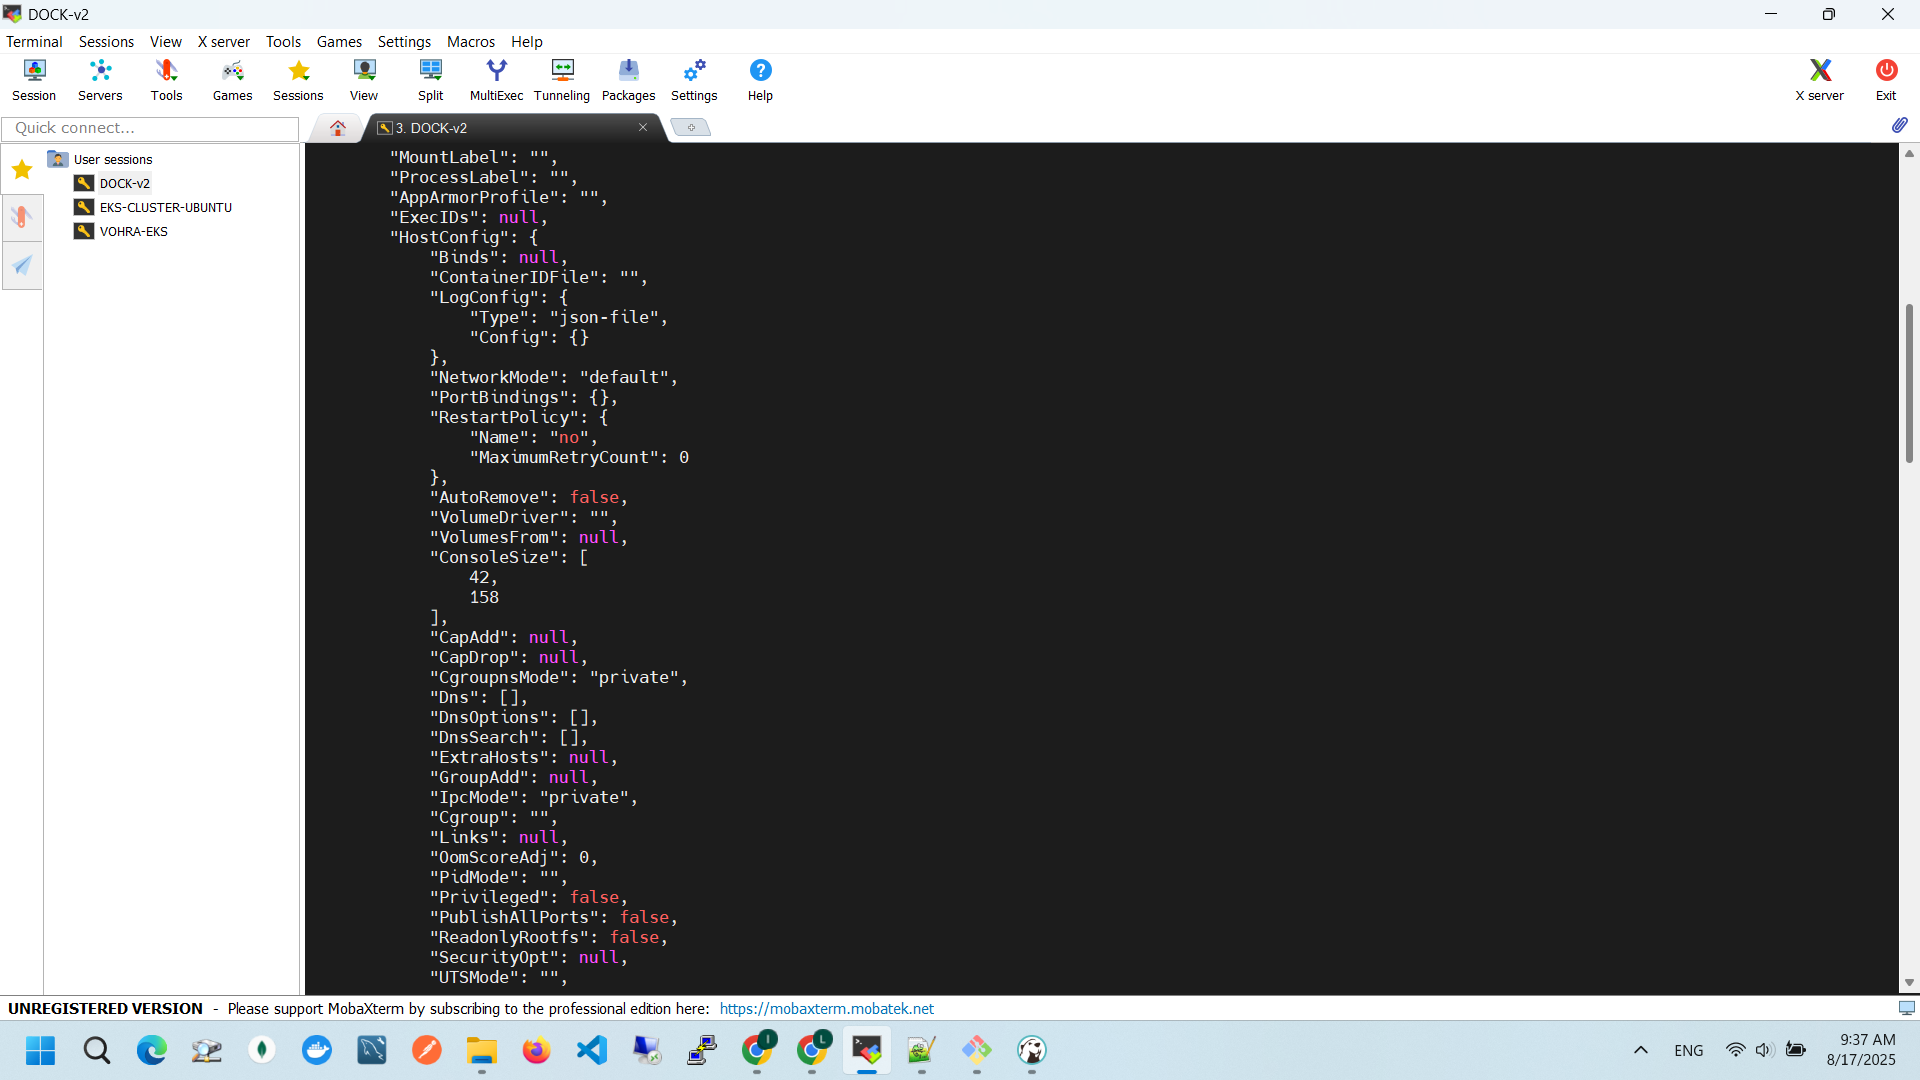 DOCK-v2
Terminal Sessions View X server Tools Games Settings Macros Help
Session Servers Tools Games Sessions View Split MultiExec Tunneling Packages Settings Help X server Exit
Quick connect...
3. DOCK-v2
User sessions
DOCK-v2
EKS-CLUSTER-UBUNTU
VOHRA-EKS
"MountLabel": "",
"ProcessLabel": "",
"AppArmorProfile": "",
"ExecIDs": null,
"HostConfig": {
"Binds": null,
"ContainerIDFile": "",
"LogConfig": {
"Type": "json-file",
"Config": {}
},
"NetworkMode": "default",
"PortBindings": {},
"RestartPolicy": {
"Name": "no",
"MaximumRetryCount": 0
},
"AutoRemove": false,
"VolumeDriver": "",
"VolumesFrom": null,
"ConsoleSize": [
42,
158
],
"CapAdd": null,
"CapDrop": null,
"CgroupnsMode": "private",
"Dns": [],
"DnsOptions": [],
"DnsSearch": [],
"ExtraHosts": null,
"GroupAdd": null,
"IpcMode": "private",
"Cgroup": "",
"Links": null,
"OomScoreAdj": 0,
"PidMode": "",
"Privileged": false,
"PublishAllPorts": false,
"ReadonlyRootfs": false,
"SecurityOpt": null,
"UTSMode": "",
UNREGISTERED VERSION - Please support MobaXterm by subscribing to the professional edition here: https://mobaxterm.mobatek.net
I
L
ENG
9:37 AM
8/17/2025